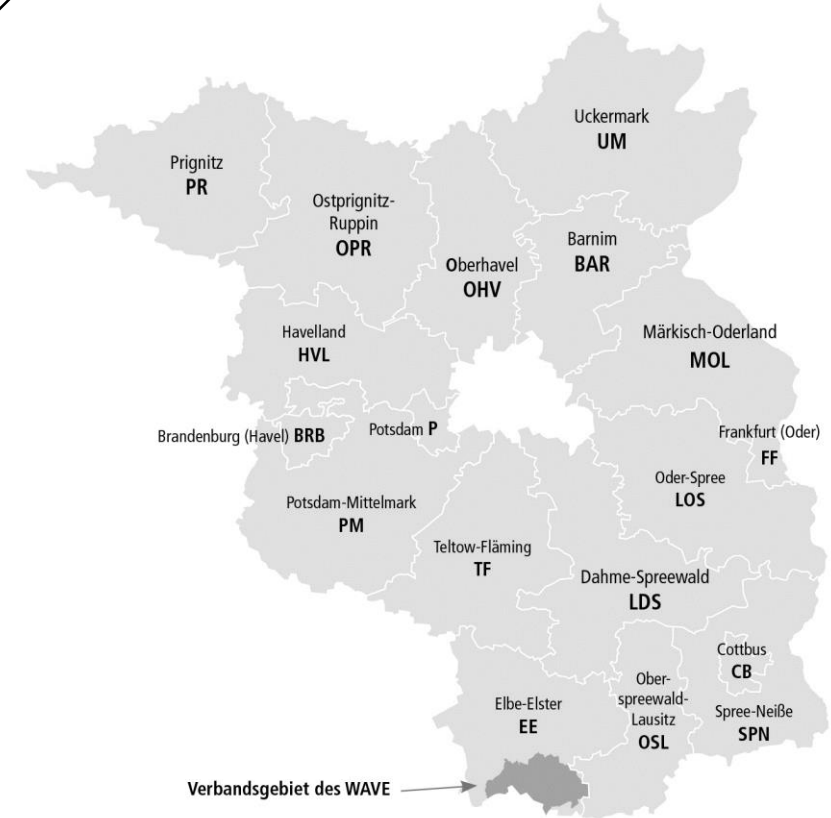 Uckermark
UM
Prignitz
PR
Ostprignitz-
Ruppin
OPR
Barnim
BAR
Oberhavel
OHV
Havelland
HVL
Märkisch-Oderland
MOL
Brandenburg (Havel) BRB
Potsdam P
Frankfurt (Oder)
FF
Oder-Spree
LOS
Potsdam-Mittelmark
PM
Teltow-Fläming
TF
Dahme-Spreewald
LDS
Cottbus
CB
Ober-
spreewald-
Lausitz
OSL
Elbe-Elster
EE
Spree-Neiße
SPN
Verbandsgebiet des WAVE